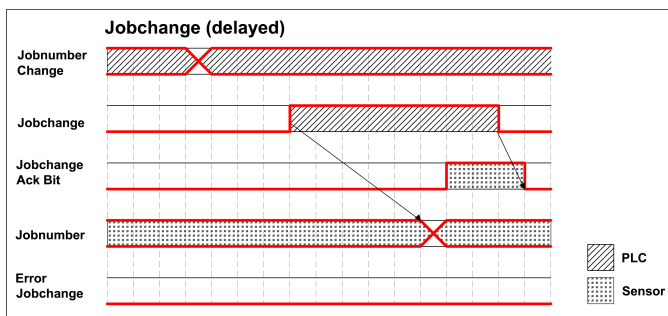 Jobchange (delayed)
Jobnumber
Change
Jobchange
Jobchange
Ack Bit
Jobnumber
Error
Jobchange
PLC
Sensor